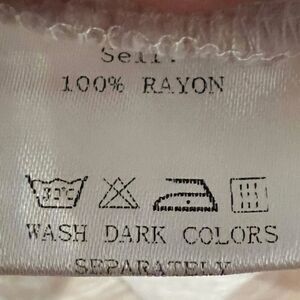 Self:
100% RAYON
30°C
WASH DARK COLORS
SEPARATELY